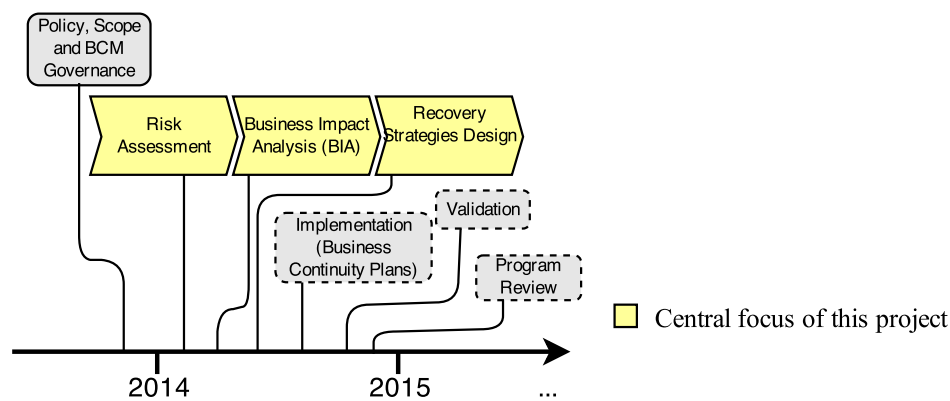 Policy, Scope
and BCM
Governance
Risk
Assessment
Business Impact
Analysis (BIA)
Recovery
Strategies Design
Implementation
(Business
Continuity Plans)
Validation
Program
Review
Central focus of this project
2014
2015
...